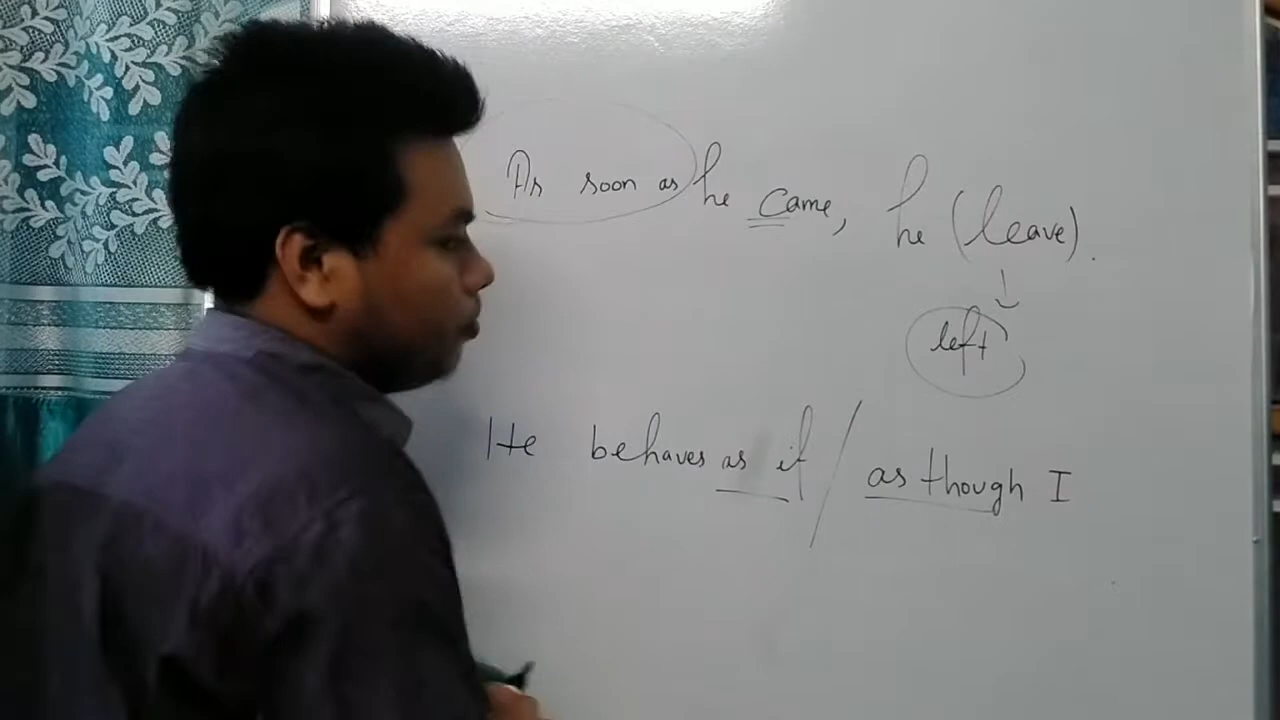 As soon as he came, he (leave).
left
He behaves as if / as though I